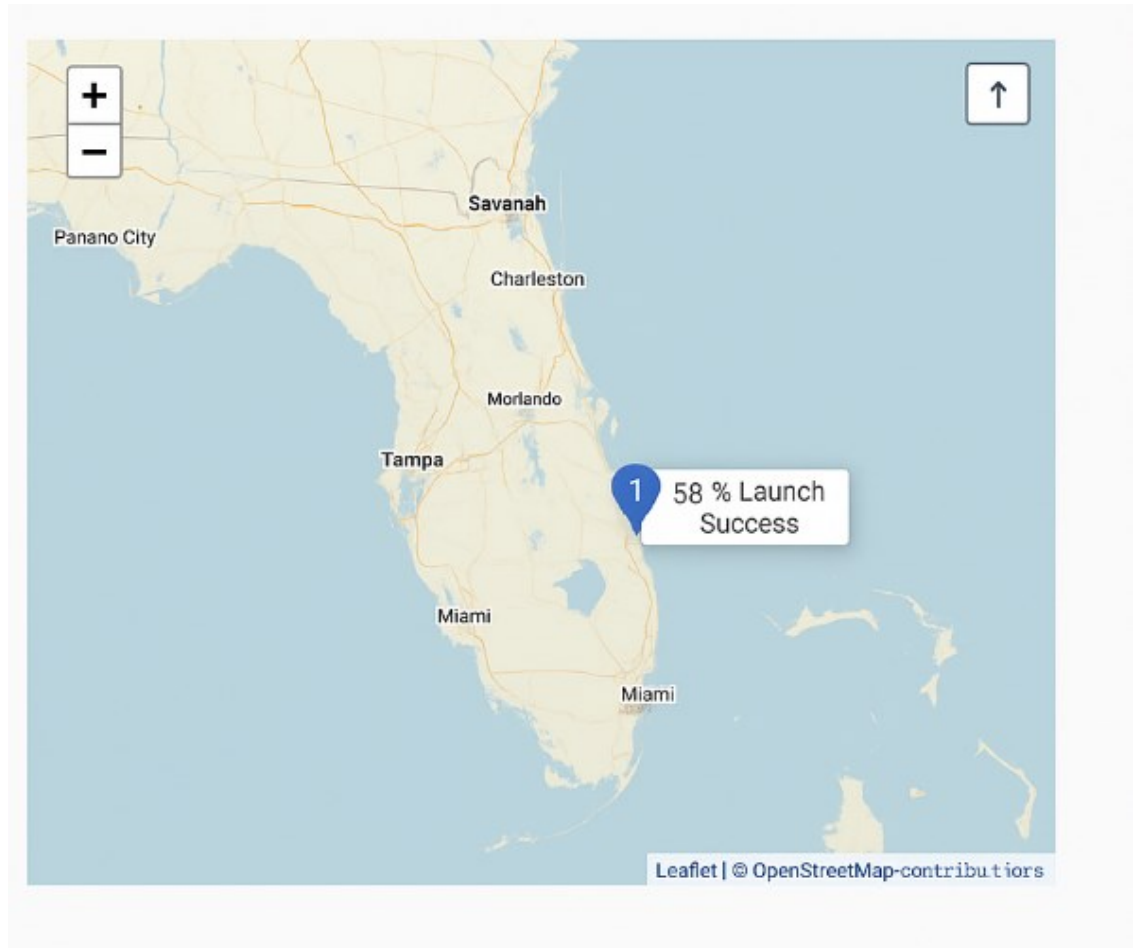 +
−
↑
Savanah
Panano City
Charleston
Morlando
Tampa
1
58 % Launch
Success
Miami
Miami
Leaflet | © OpenStreetMap-contributiors